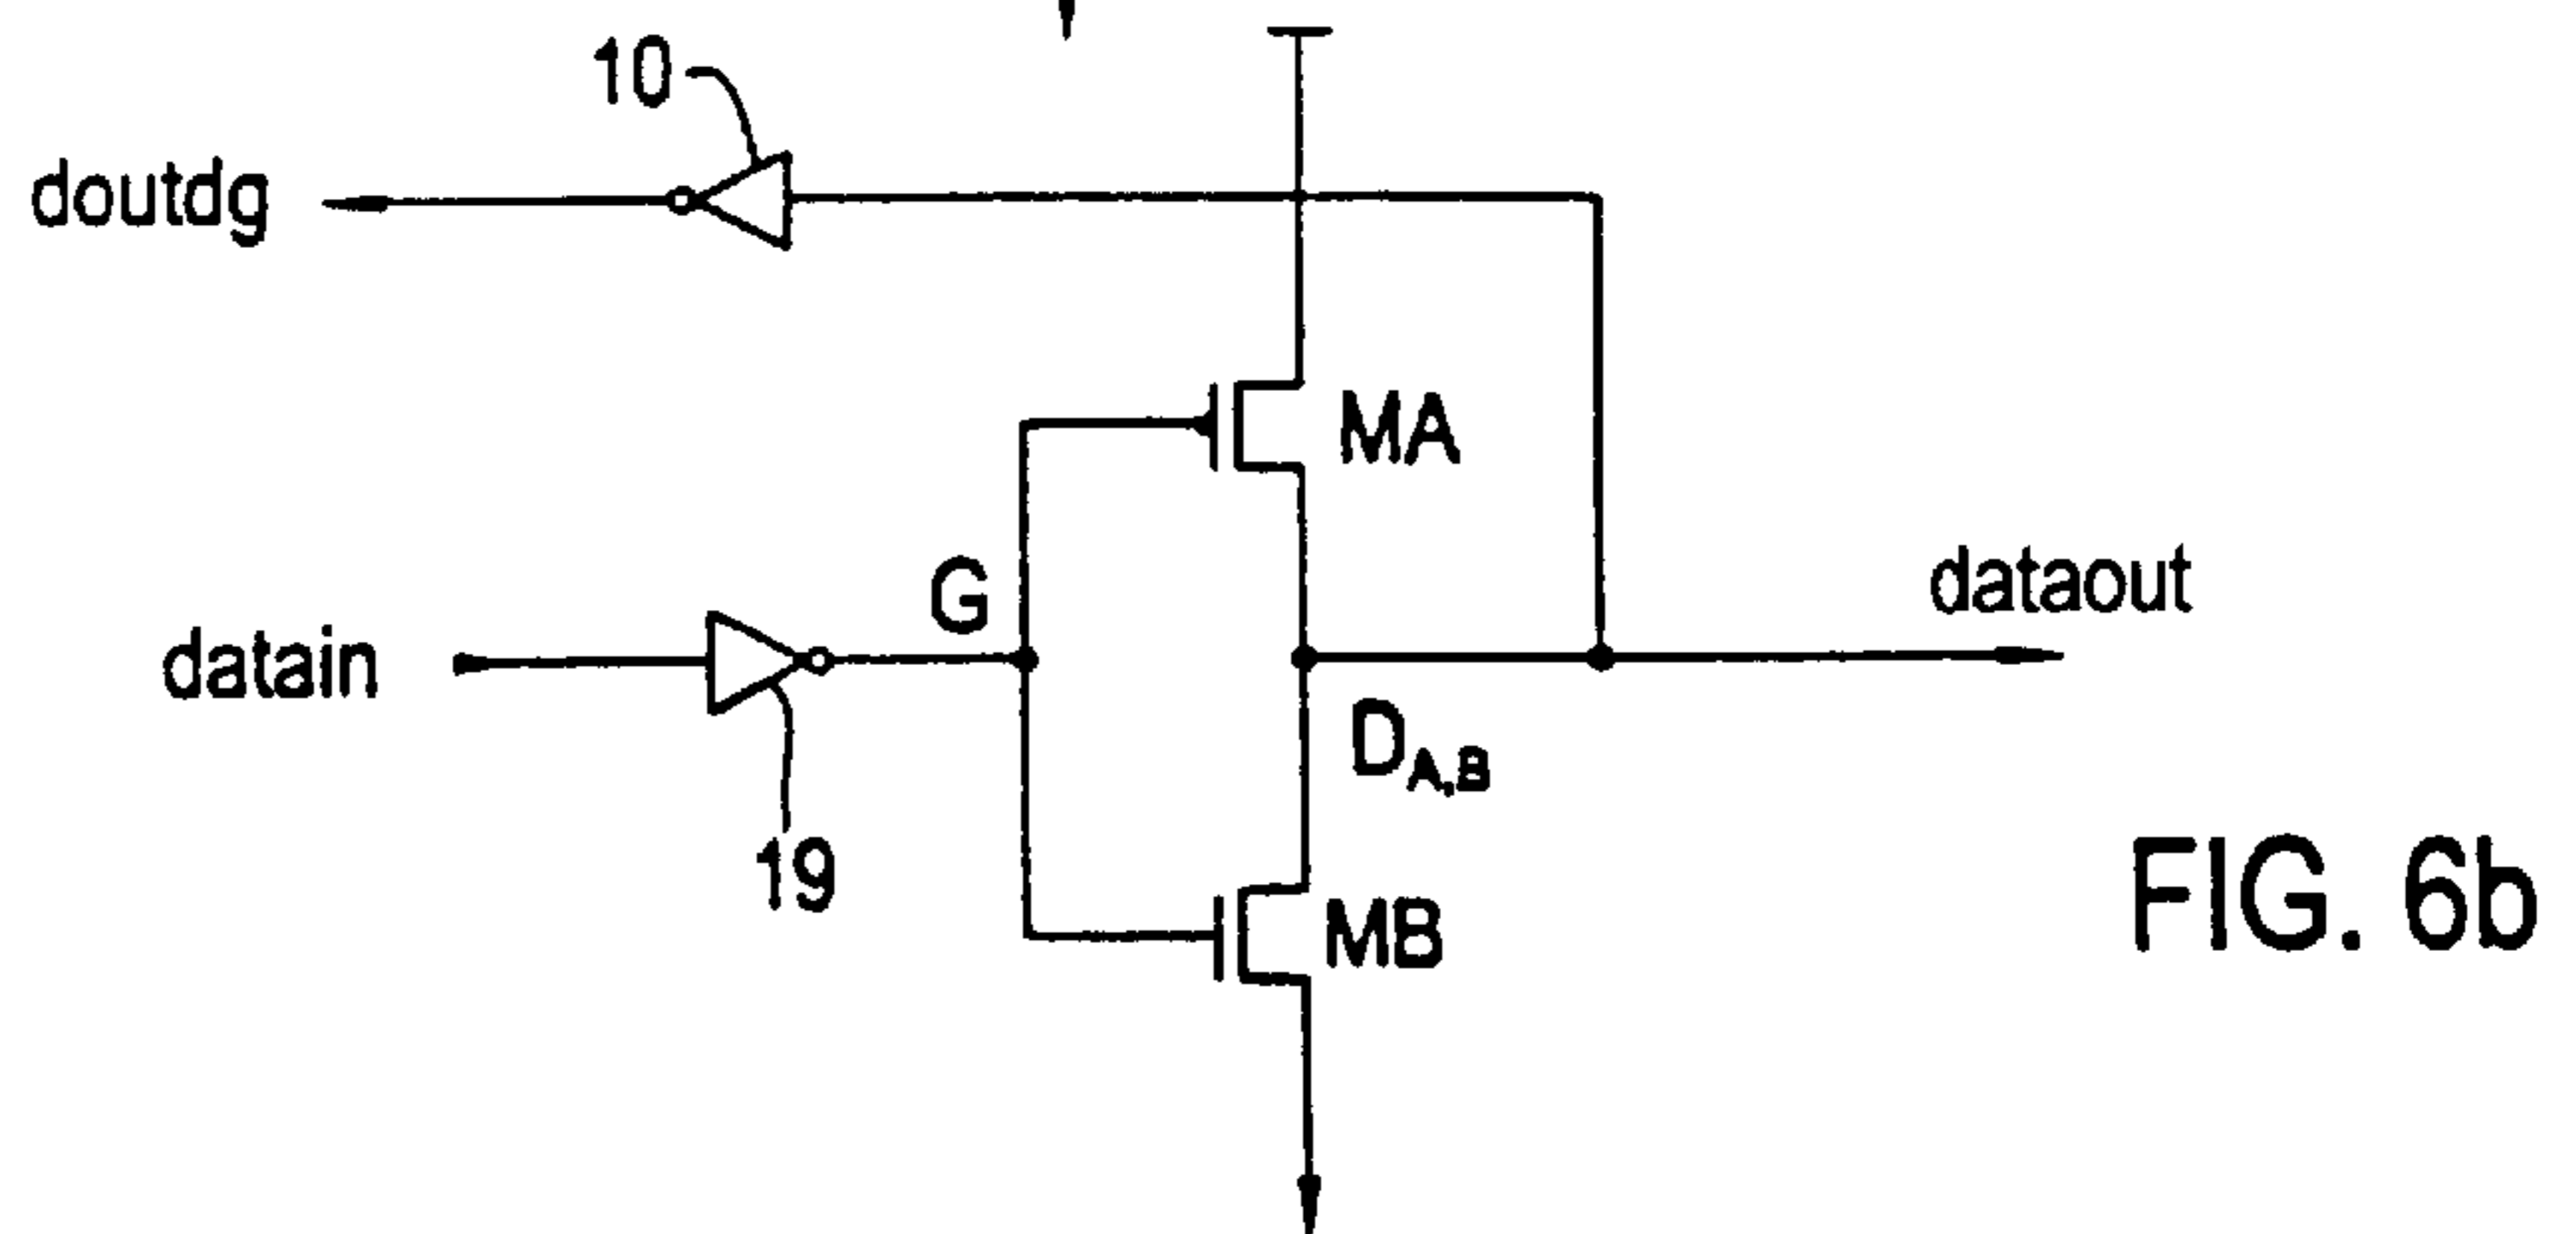 10
doutdg
MA
G
dataout
datain
D_A,B
19
MB
FIG. 6b